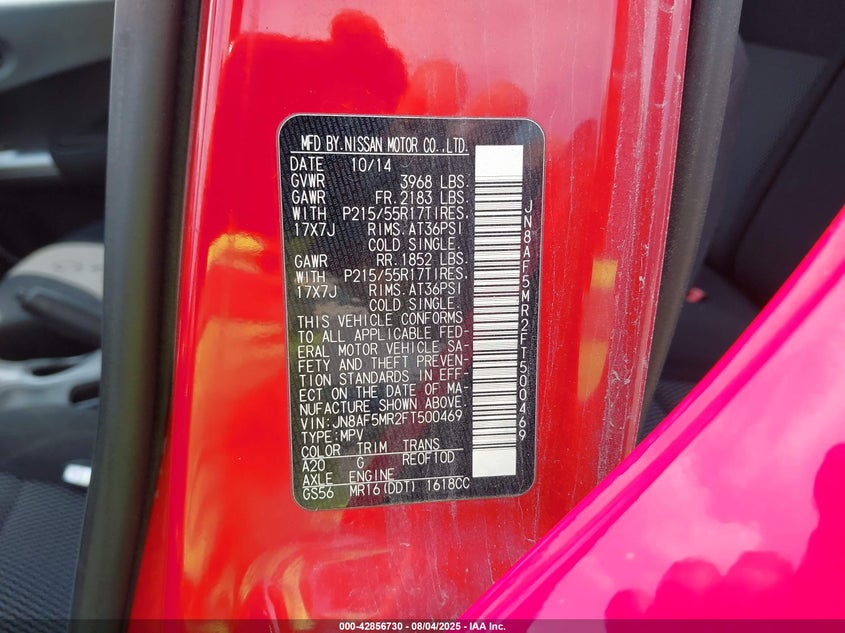 MFD BY.NISSAN MOTOR CO.,LTD.
DATE 10/14
GVWR 3968 LBS.
GAWR FR.2183 LBS.
WITH P215/55R17TIRES.
17X7J RIMS.AT36PSI
COLD SINGLE.
GAWR RR.1852 LBS.
WITH P215/55R17TIRES.
17X7J RIMS.AT36PSI
COLD SINGLE.
THIS VEHICLE CONFORMS
TO ALL APPLICABLE FED-
ERAL MOTOR VEHICLE SA-
FETY AND THEFT PREVEN-
TION STANDARDS IN EFF-
ECT ON THE DATE OF MA-
NUFACTURE SHOWN ABOVE.
VIN:JN8AF5MR2FT500469
TYPE:MPV
COLOR TRIM TRANS
A20 G RE0F10D
AXLE ENGINE
GS56 MR16(DDT) 1618CC
JN8AF5MR2FT500469
000-42856730 - 08/04/2025 - IAA Inc.